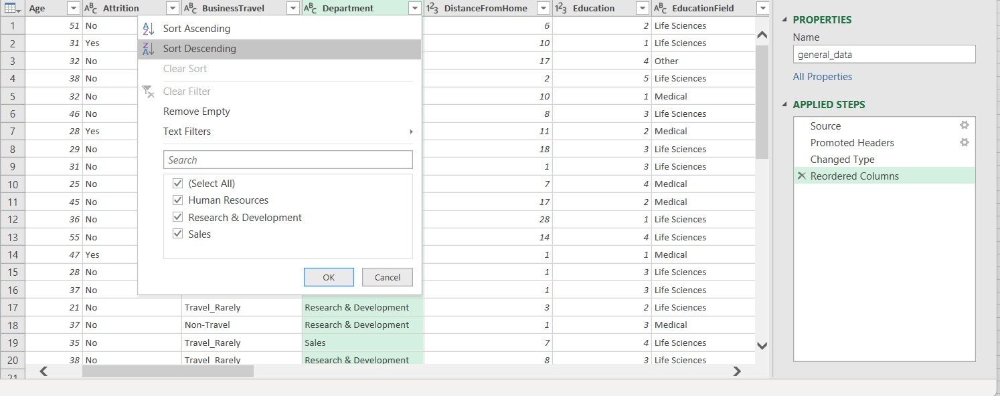 Age ABC Attrition ABC BusinessTravel ABC Department 123 DistanceFromHome 123 Education ABC EducationField
PROPERTIES
Name
general_data
All Properties
APPLIED STEPS
Source
Promoted Headers
Changed Type
Reordered Columns
AZ Sort Ascending
ZA Sort Descending
Clear Sort
Clear Filter
Remove Empty
Text Filters
Search
(Select All)
Human Resources
Research & Development
Sales
OK Cancel
1 51 No 6 2 Life Sciences
2 31 Yes 10 1 Life Sciences
3 32 No 17 4 Other
4 38 No 2 5 Life Sciences
5 32 No 10 1 Medical
6 46 No 8 3 Life Sciences
7 28 Yes 11 2 Medical
8 29 No 18 3 Life Sciences
9 31 No 1 3 Life Sciences
10 25 No 7 4 Medical
11 45 No 17 2 Medical
12 36 No 28 1 Life Sciences
13 55 No 14 4 Life Sciences
14 47 Yes 1 1 Medical
15 28 No 1 3 Life Sciences
16 37 No 1 3 Life Sciences
17 21 No Travel_Rarely Research & Development 3 2 Life Sciences
18 37 No Non-Travel Research & Development 1 3 Medical
19 35 No Travel_Rarely Sales 7 4 Life Sciences
20 38 No Travel_Rarely Research & Development 8 3 Life Sciences
21